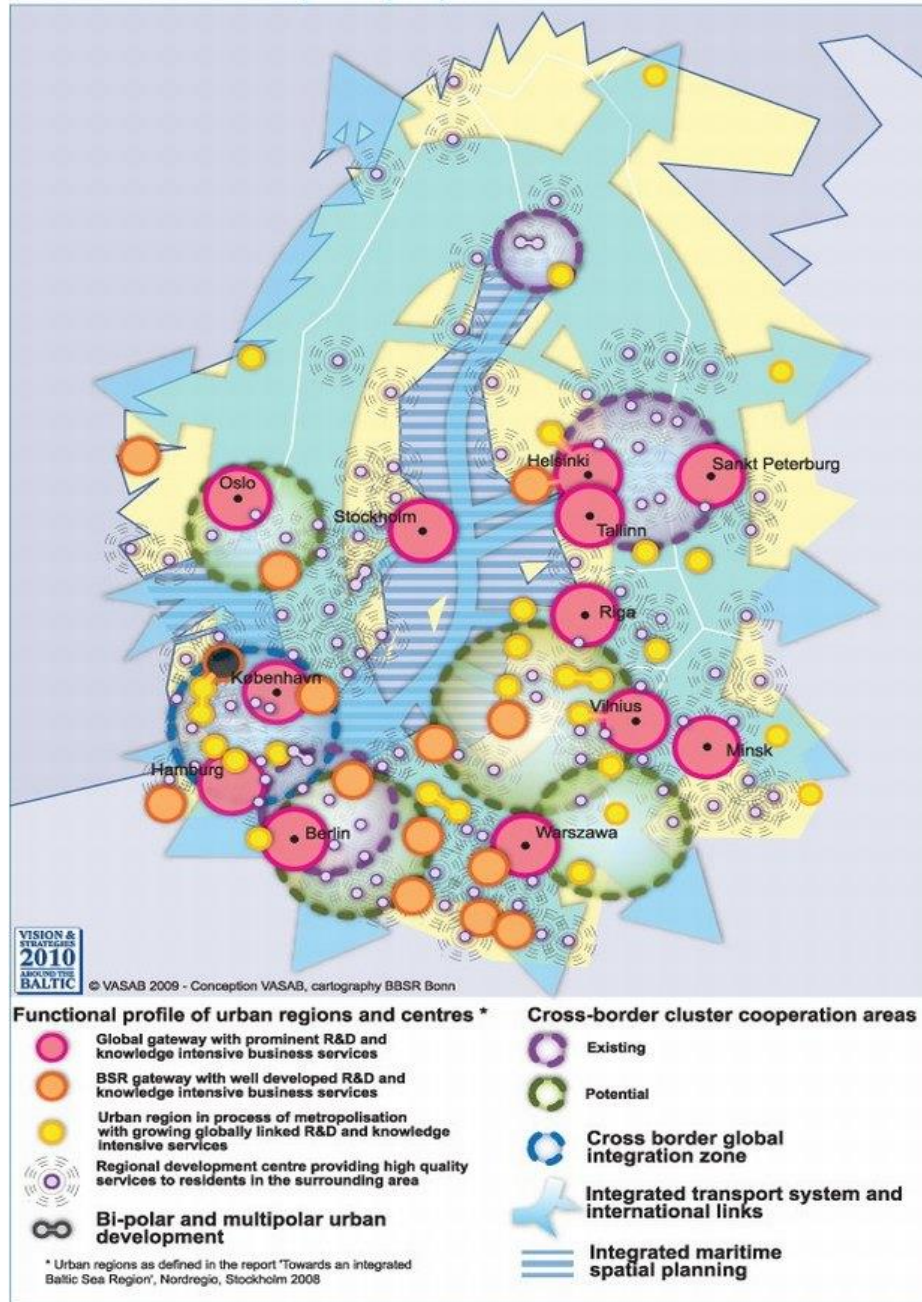 Helsinki
Sankt Peterburg
Oslo
Stockholm
Tallinn
Riga
København
Vilnius
Minsk
Hamburg
Berlin
Warszawa
VISION &
STRATEGIES
2010
AROUND THE
BALTIC
© VASAB 2009 - Conception VASAB, cartography BBSR Bonn
Functional profile of urban regions and centres *
Global gateway with prominent R&D and
knowledge intensive business services
BSR gateway with well developed R&D and
knowledge intensive business services
Urban region in process of metropolisation
with growing globally linked R&D and knowledge
intensive services
Regional development centre providing high quality
services to residents in the surrounding area
Bi-polar and multipolar urban
development
* Urban regions as defined in the report 'Towards an integrated
Baltic Sea Region', Nordregio, Stockholm 2008
Cross-border cluster cooperation areas
Existing
Potential
Cross border global
integration zone
Integrated transport system and
international links
Integrated maritime
spatial planning